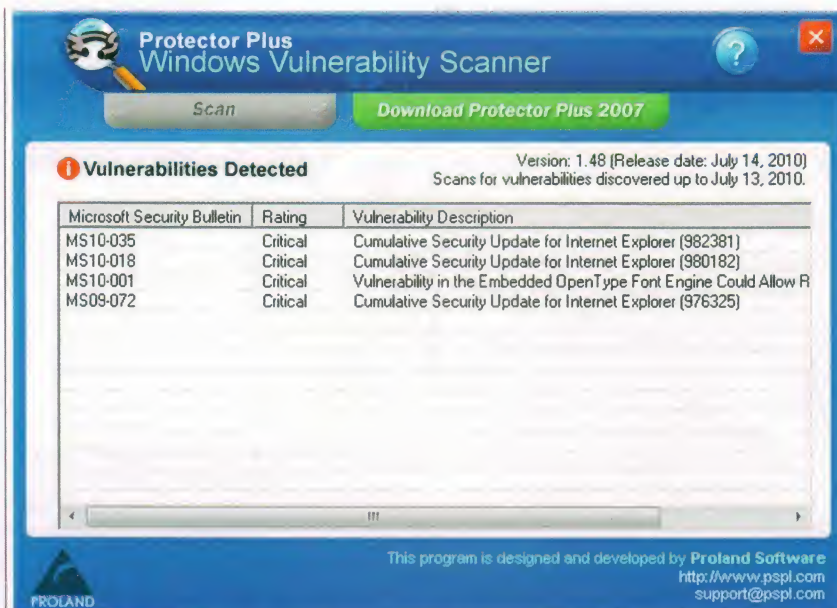 Protector Plus
Windows Vulnerability Scanner
?
Scan
Download Protector Plus 2007
Vulnerabilities Detected
Version: 1.48 (Release date: July 14, 2010)
Scans for vulnerabilities discovered up to July 13, 2010.
Microsoft Security Bulletin Rating Vulnerability Description
MS10-035 Critical Cumulative Security Update for Internet Explorer (982381)
MS10-018 Critical Cumulative Security Update for Internet Explorer (980182)
MS10-001 Critical Vulnerability in the Embedded OpenType Font Engine Could Allow R
MS09-072 Critical Cumulative Security Update for Internet Explorer (976325)
This program is designed and developed by Proland Software
http://www.pspl.com
support@pspl.com
PROLAND